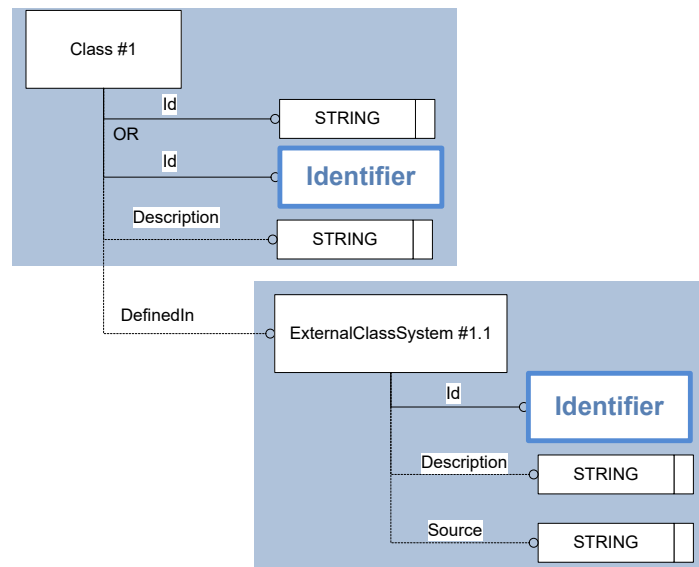 Class #1
Id
STRING
OR
Id
Identifier
Description
STRING
DefinedIn
ExternalClassSystem #1.1
Id
Identifier
Description
STRING
Source
STRING